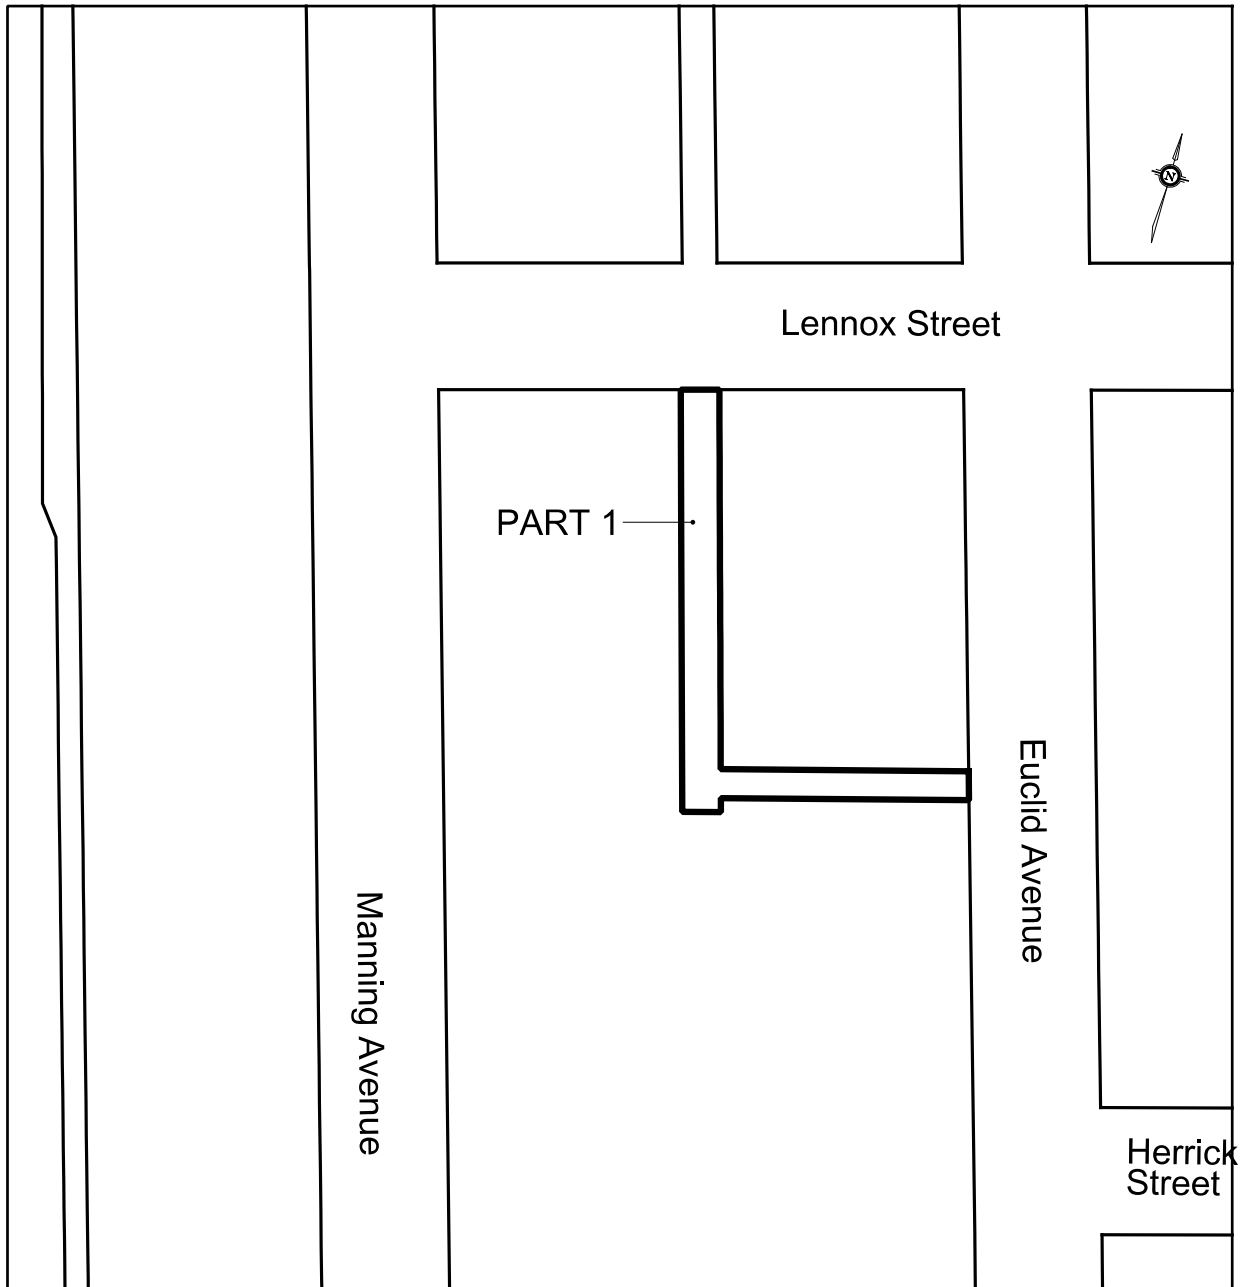 N
Lennox Street
PART 1
Euclid Avenue
Manning Avenue
Herrick
Street